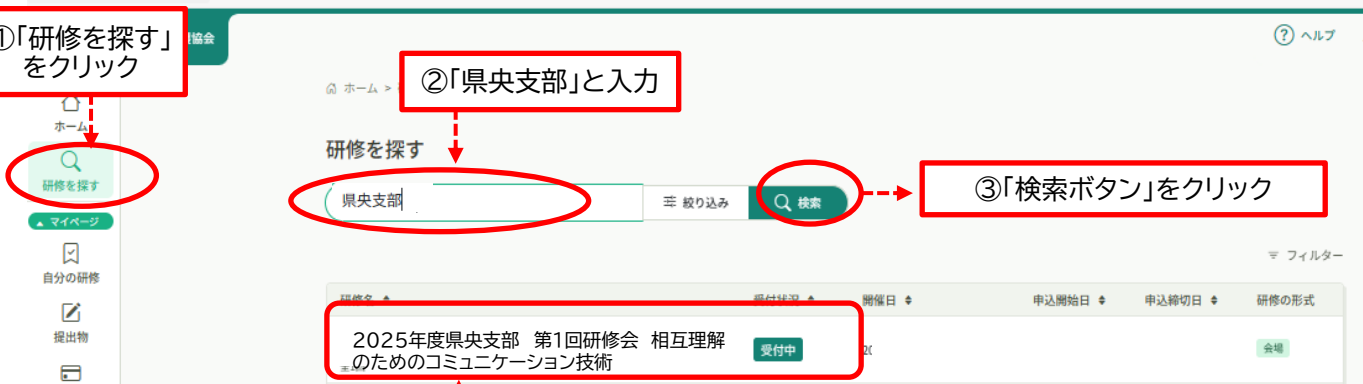 ①「研修を探す」
をクリック
協会
ヘルプ
ホーム >
②「県央支部」と入力
ホーム
研修を探す
研修を探す
県央支部
絞り込み
検索
③「検索ボタン」をクリック
マイページ
フィルター
自分の研修
研修名
受付状況
開催日
申込開始日
申込締切日
研修の形式
提出物
2025年度県央支部 第1回研修会 相互理解
のためのコミュニケーション技術
受付中
会場